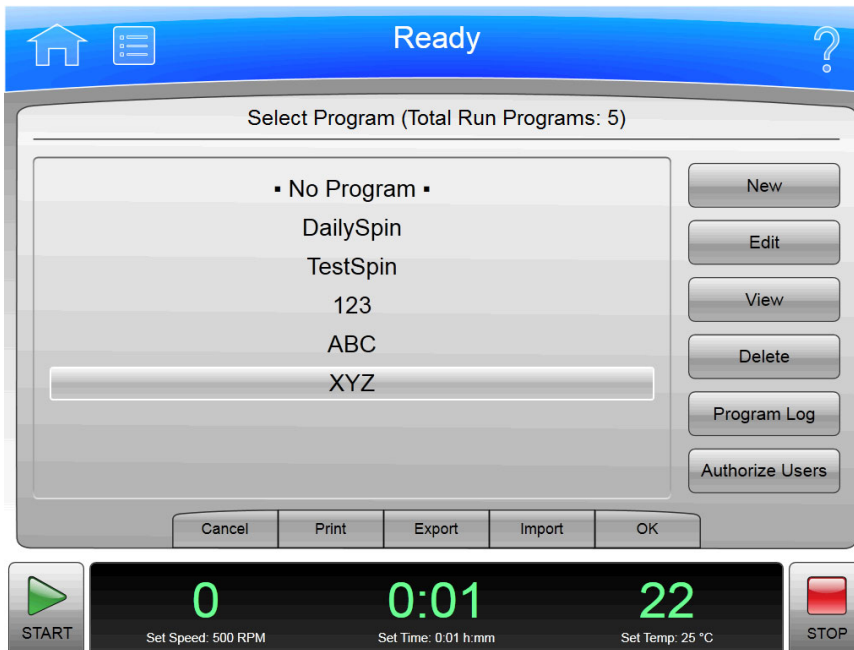 Ready
?
Select Program (Total Run Programs: 5)
▪ No Program ▪
DailySpin
TestSpin
123
ABC
XYZ
New
Edit
View
Delete
Program Log
Authorize Users
Cancel Print Export Import OK
START
0 0:01 22
Set Speed: 500 RPM Set Time: 0:01 h:mm Set Temp: 25 °C
STOP